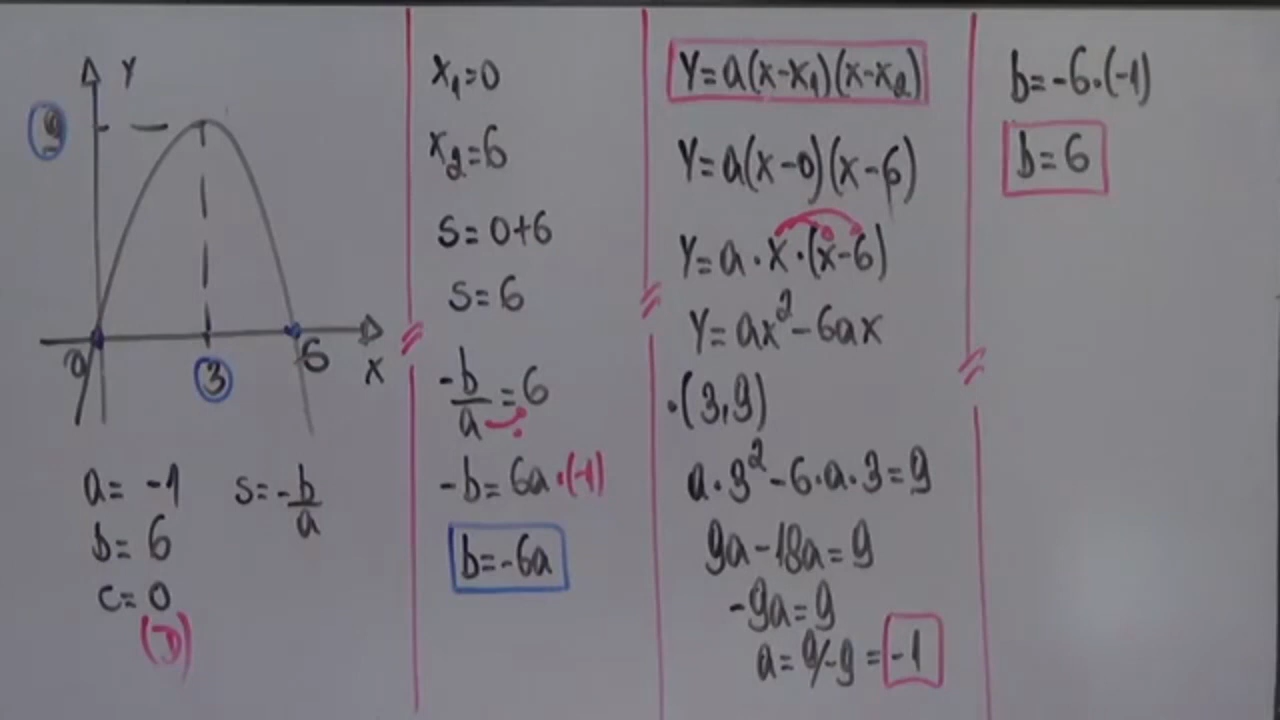 Y
9
0
3
6
X
a= -1
b= 6
c= 0
(D)
S= -b/a
x₁=0
x₂=6
S= 0+6
S= 6
-b/a =6
-b= 6a·(-1)
b=-6a
Y= a(x-x₁)(x-x₂)
Y= a(x-0)(x-6)
Y= a·x·(x-6)
Y= ax²-6ax
·(3,9)
a·3²-6·a·3=9
9a-18a=9
-9a=9
a= 9/-9 = -1
b= -6·(-1)
b= 6